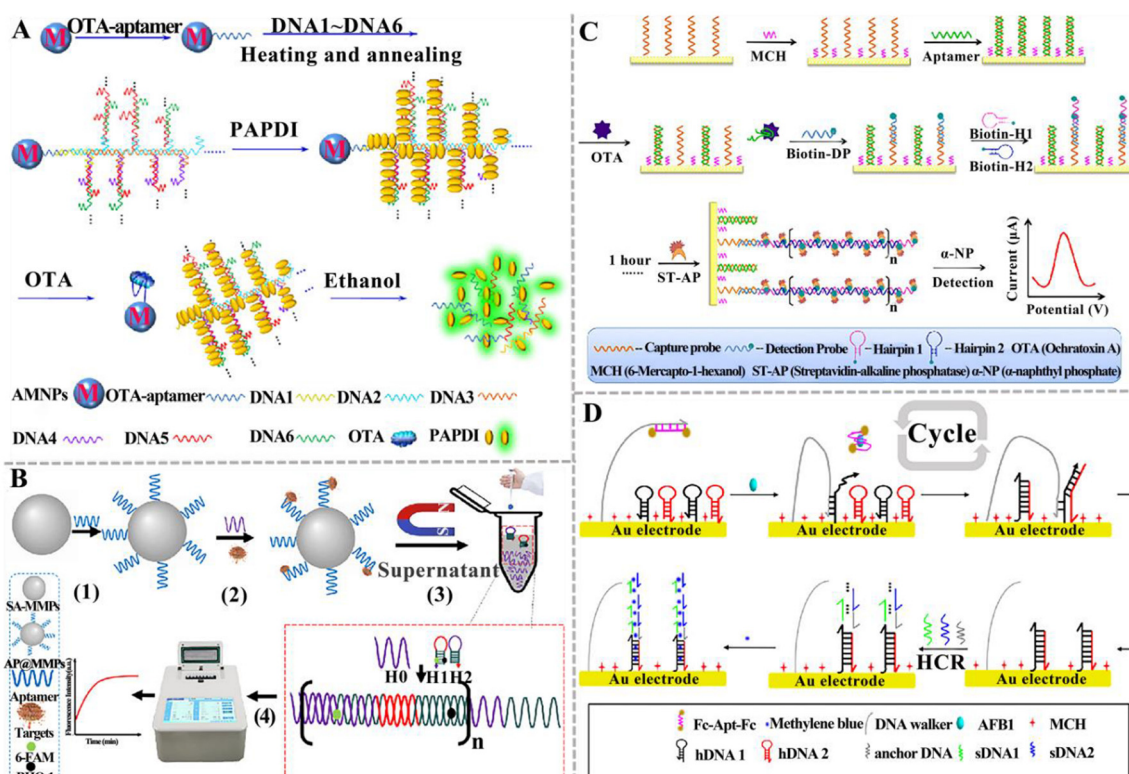 A
M
OTA-aptamer
M
DNA1~DNA6
Heating and annealing
M
PAPDI
M
OTA
M
Ethanol
AMNPs M OTA-aptamer DNA1 DNA2 DNA3
DNA4 DNA5 DNA6 OTA PAPDI
B
(1)
(2)
N
S
Supernatant
(3)
SA-MMPs
AP@MMPs
Aptamer
Targets
6-FAM
Fluorescence Intensity(a.u.)
Time (min)
(4)
H0
H1 H2
n
C
MCH
Aptamer
OTA
Biotin-DP
Biotin-H1
Biotin-H2
1 hour
......
ST-AP
n
n
α-NP
Detection
Current (μA)
Potential (V)
-- Capture probe -- Detection Probe -- Hairpin 1 -- Hairpin 2 OTA (Ochratoxin A)
MCH (6-Mercapto-1-hexanol) ST-AP (Streptavidin-alkaline phosphatase) α-NP (α-naphthyl phosphate)
D
Cycle
Au electrode
Au electrode
Au electrode
HCR
Au electrode
Au electrode
Au electrode
Fc-Apt-Fc Methylene blue DNA walker AFB1 MCH
hDNA 1 hDNA 2 anchor DNA sDNA1 sDNA2